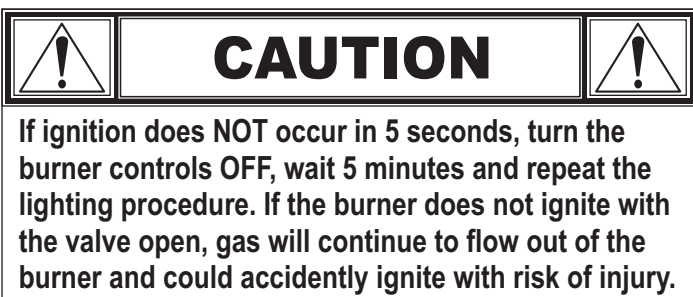 CAUTION
If ignition does NOT occur in 5 seconds, turn the
burner controls OFF, wait 5 minutes and repeat the
lighting procedure. If the burner does not ignite with
the valve open, gas will continue to flow out of the
burner and could accidently ignite with risk of injury.